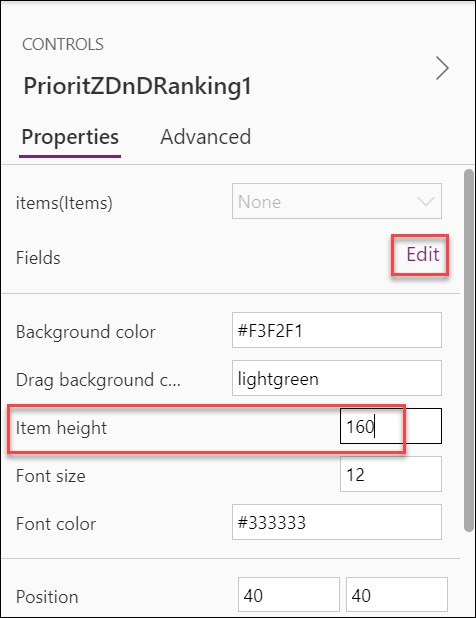 CONTROLS
PrioritZDnDRanking1
Properties Advanced
items(Items) None
Fields Edit
Background color #F3F2F1
Drag background c... lightgreen
Item height 160
Font size 12
Font color #333333
Position 40 40